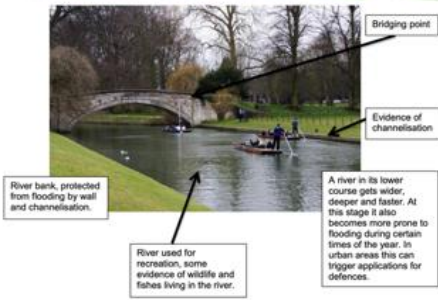 Bridging point
Evidence of
channelisation
River bank, protected
from flooding by wall
and channelisation.
River used for
recreation, some
evidence of wildlife and
fishes living in the river.
A river in its lower
course gets wider,
deeper and faster. At
this stage it also
becomes more prone to
flooding during certain
times of the year. In
urban areas this can
trigger applications for
defences.